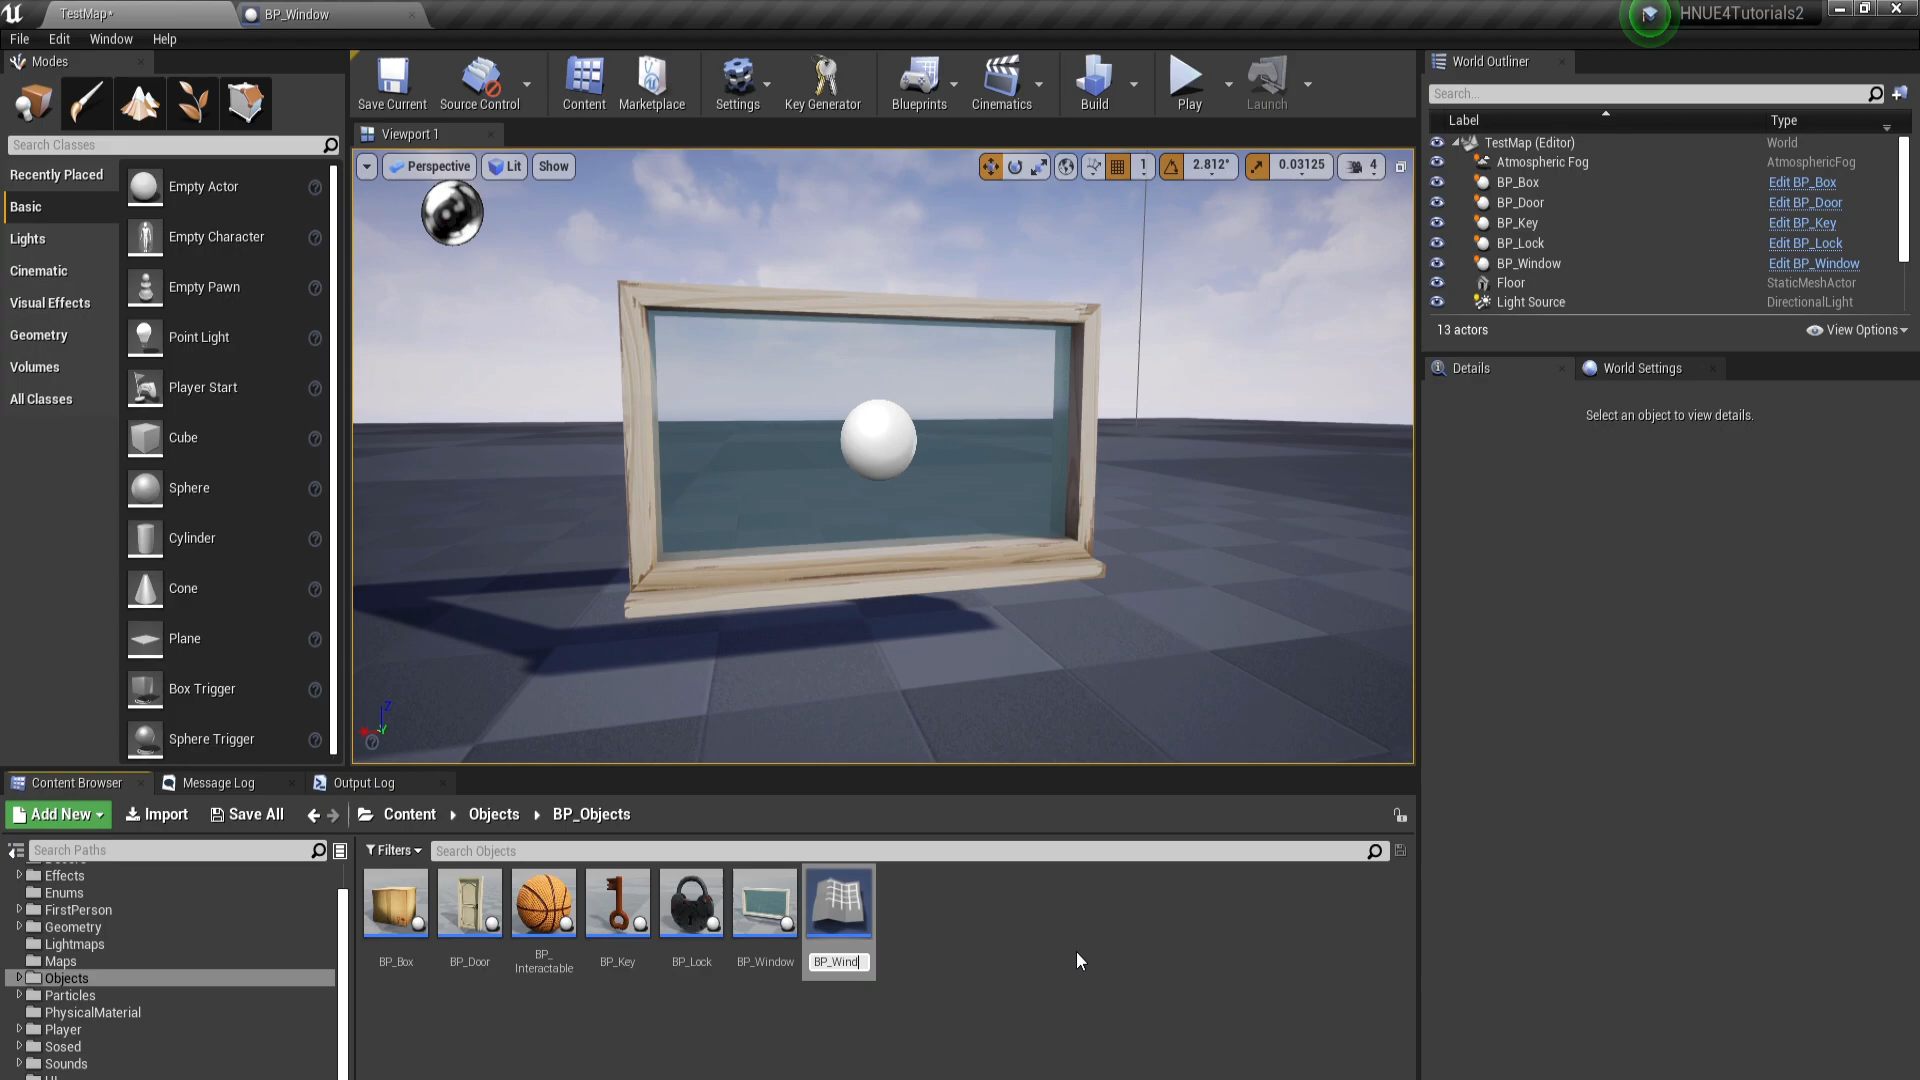 TestMap*
BP_Window
HNUE4Tutorials2
File
Edit
Window
Help
Modes
Save Current
Source Control
Content
Marketplace
Settings
Key Generator
Blueprints
Cinematics
Build
Play
Launch
World Outliner
Search...
Label
Type
TestMap (Editor)
World
Atmospheric Fog
AtmosphericFog
BP_Box
Edit BP_Box
BP_Door
Edit BP_Door
BP_Key
Edit BP_Key
BP_Lock
Edit BP_Lock
BP_Window
Edit BP_Window
Floor
StaticMeshActor
Light Source
DirectionalLight
13 actors
View Options
Details
World Settings
Select an object to view details.
Search Classes
Recently Placed
Basic
Lights
Cinematic
Visual Effects
Geometry
Volumes
All Classes
Empty Actor
Empty Character
Empty Pawn
Point Light
Player Start
Cube
Sphere
Cylinder
Cone
Plane
Box Trigger
Sphere Trigger
Viewport 1
Perspective
Lit
Show
1
2.812°
0.03125
4
Z
Y
Content Browser
Message Log
Output Log
Add New
Import
Save All
Content
Objects
BP_Objects
Search Paths
Filters
Search Objects
Effects
Enums
FirstPerson
Geometry
Lightmaps
Maps
Objects
Particles
PhysicalMaterial
Player
Sosed
Sounds
BP_Box
BP_Door
BP_
Interactable
BP_Key
BP_Lock
BP_Window
BP_Wind